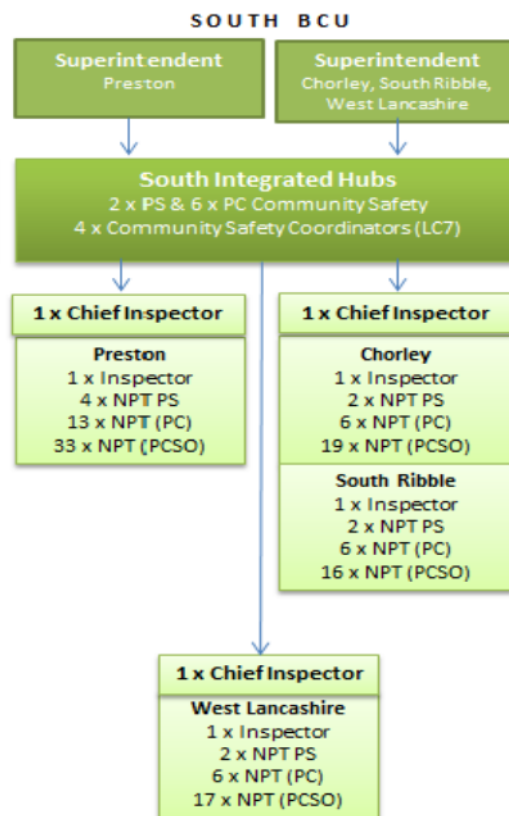 SOUTH BCU
Superintendent
Preston
Superintendent
Chorley, South Ribble,
West Lancashire
South Integrated Hubs
2 x PS & 6 x PC Community Safety
4 x Community Safety Coordinators (LC7)
1 x Chief Inspector
Preston
1 x Inspector
4 x NPT PS
13 x NPT (PC)
33 x NPT (PCSO)
1 x Chief Inspector
Chorley
1 x Inspector
2 x NPT PS
6 x NPT (PC)
19 x NPT (PCSO)
South Ribble
1 x Inspector
2 x NPT PS
6 x NPT (PC)
16 x NPT (PCSO)
1 x Chief Inspector
West Lancashire
1 x Inspector
2 x NPT PS
6 x NPT (PC)
17 x NPT (PCSO)